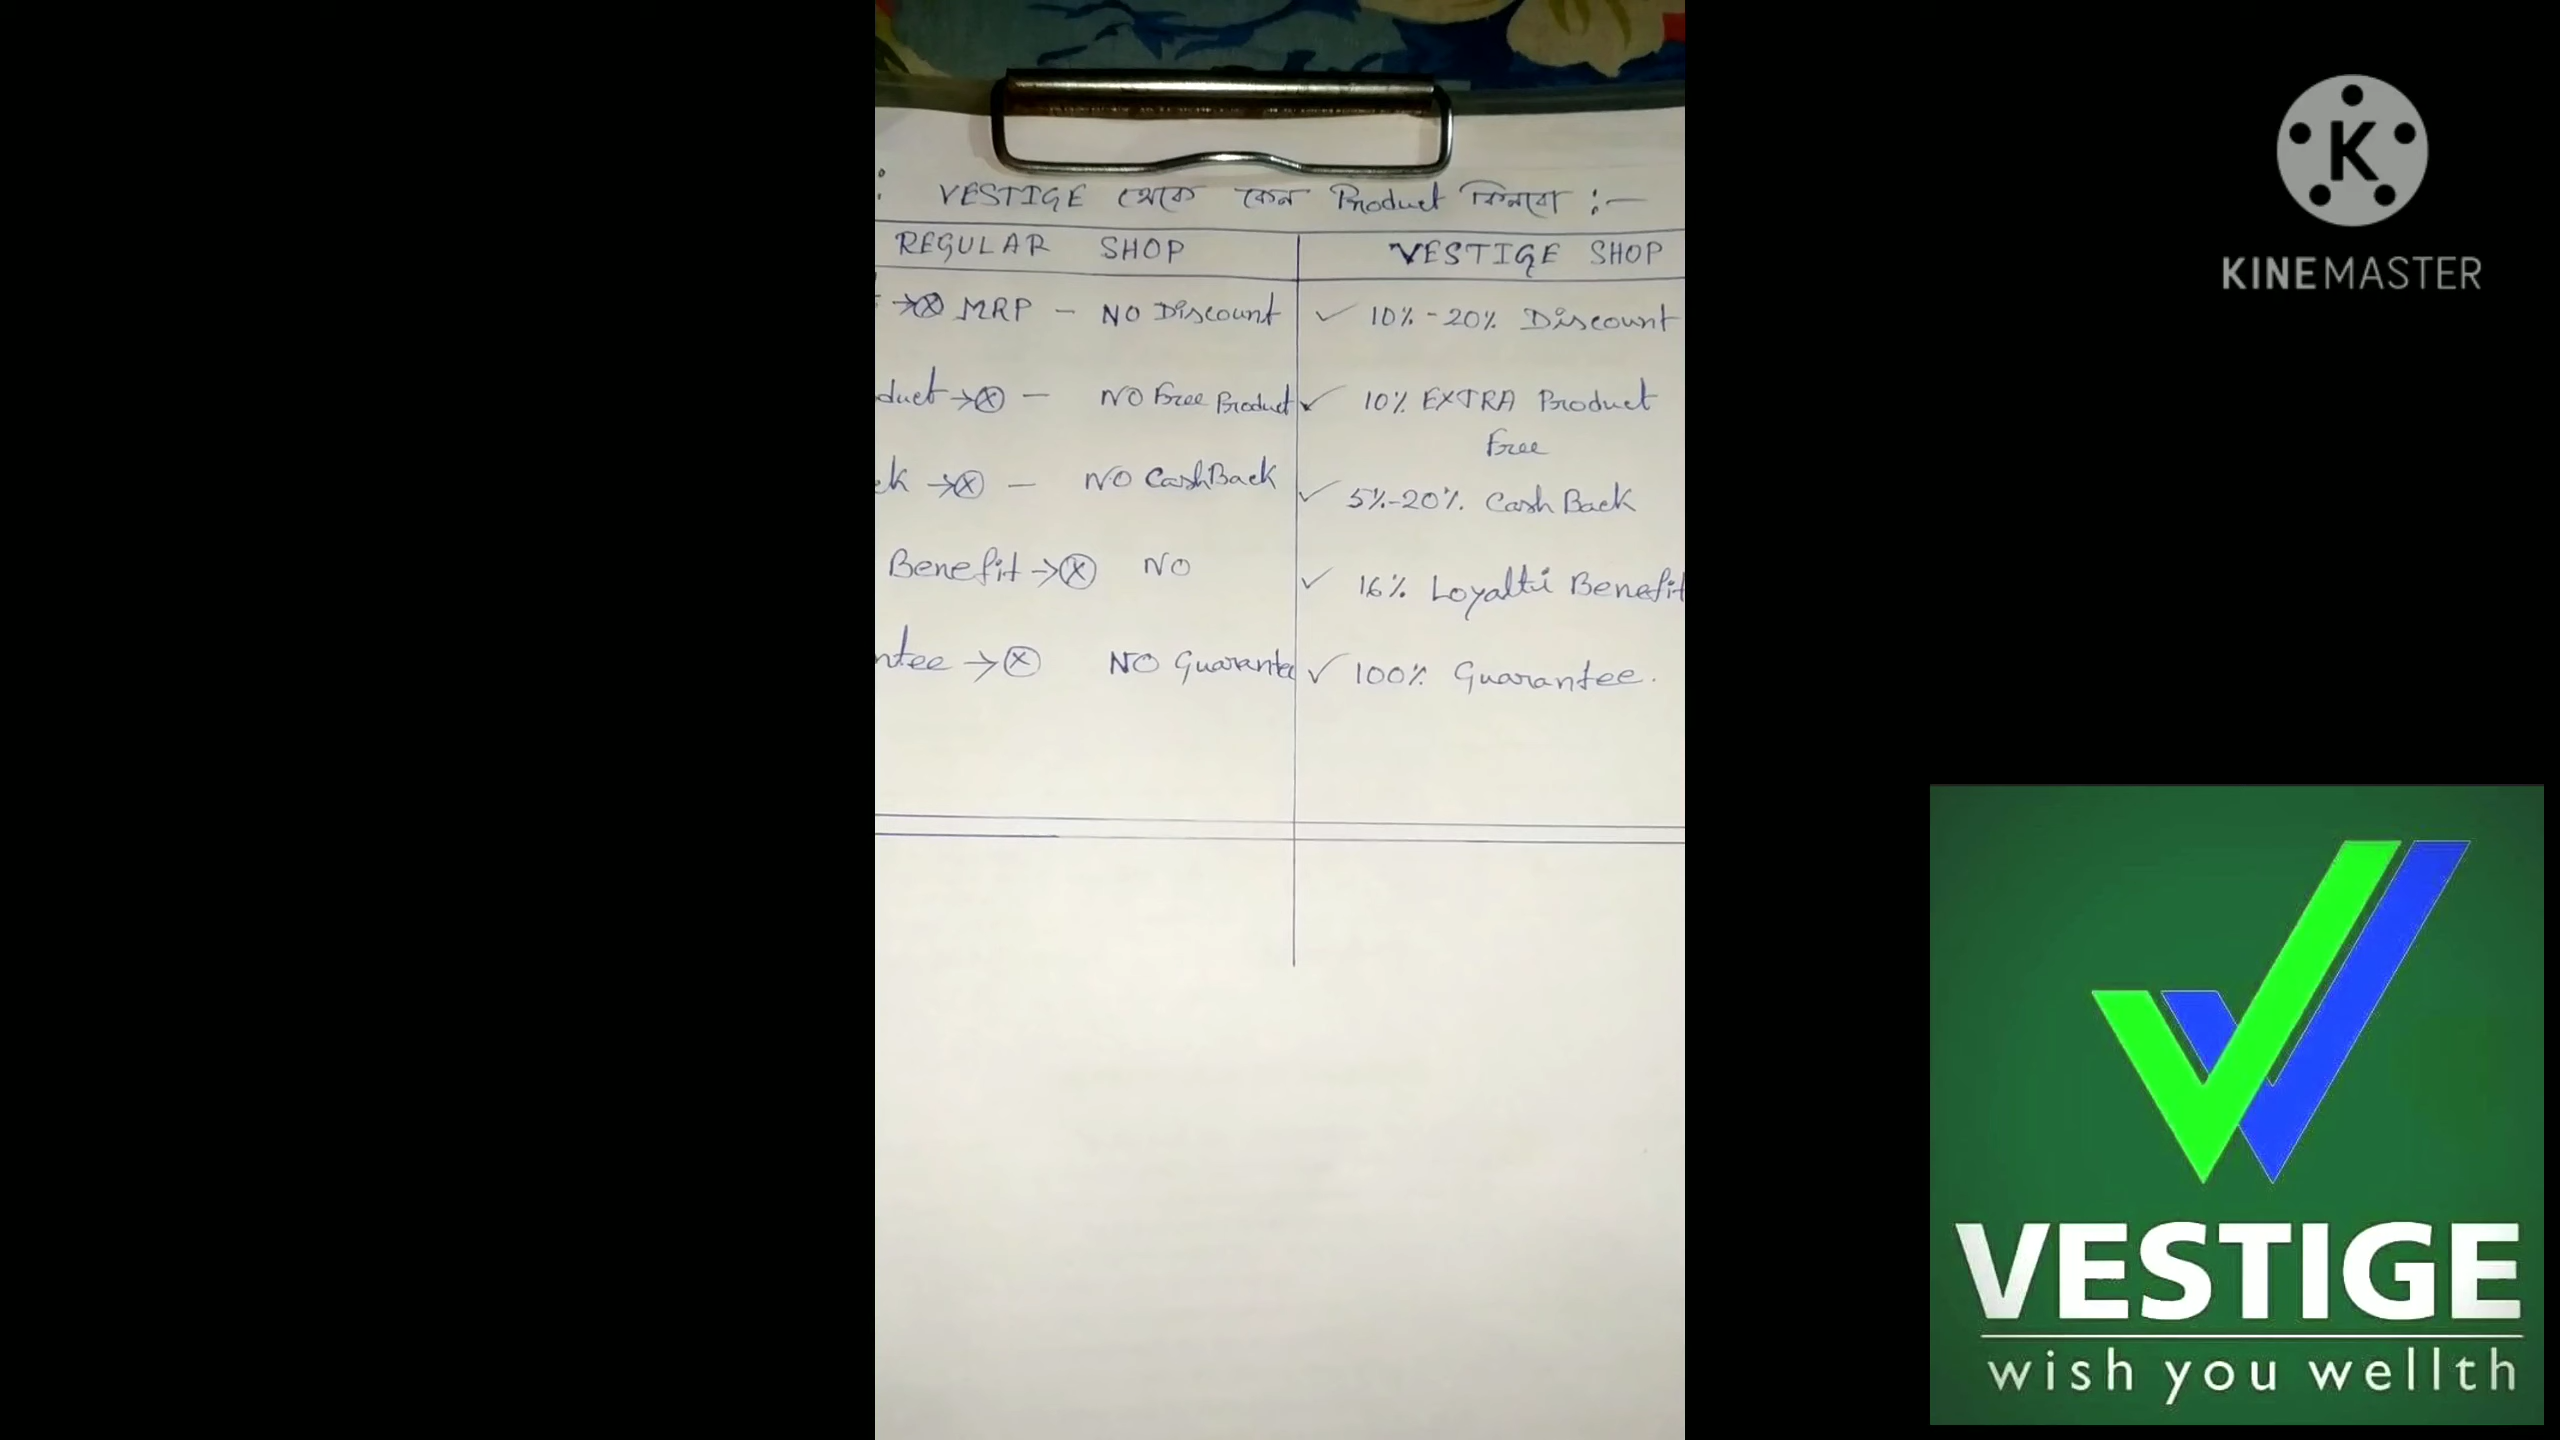 : VESTIGE থেকে কেন Product কিনবো :—
REGULAR SHOP VESTIGE SHOP
→ⓧ MRP — NO Discount ✓ 10% - 20% Discount
duct →ⓧ — NO Free Product ✓ 10% EXTRA Product
Free
ck →ⓧ — NO CashBack ✓ 5%-20% Cash Back
Benefit →ⓧ NO ✓ 16% Loyalti Benefit
ntee →ⓧ NO Guarantee ✓ 100% Guarantee.
K
KINEMASTER
VESTIGE
wish you wellth